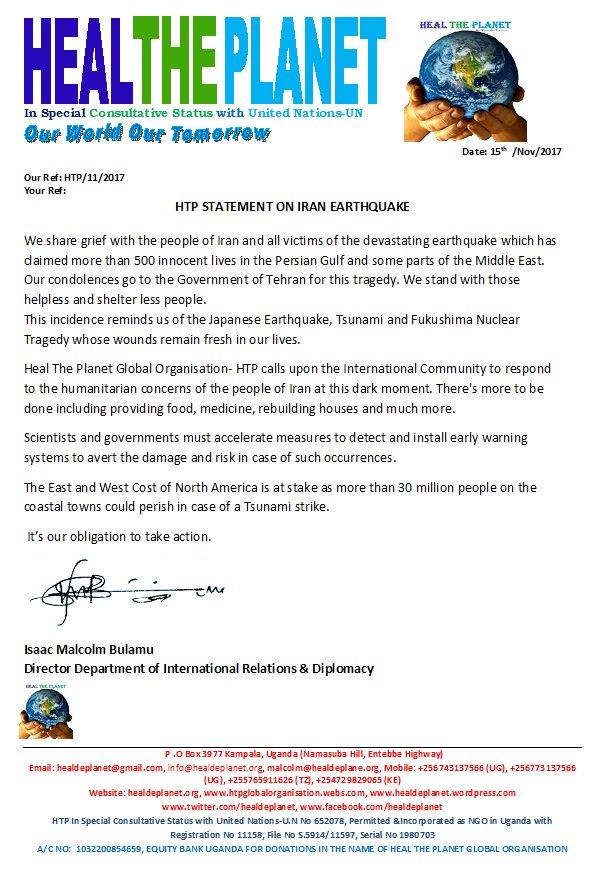 HEAL THE PLANET
HEALTHEPLANET
In Special Consultative Status with United Nations-UN
Our World Our Tomorrow
Date: 15th /Nov/2017
Our Ref: HTP/11/2017
Your Ref:
HTP STATEMENT ON IRAN EARTHQUAKE
We share grief with the people of Iran and all victims of the devastating earthquake which has
claimed more than 500 innocent lives in the Persian Gulf and some parts of the Middle East.
Our condolences go to the Government of Tehran for this tragedy. We stand with those
helpless and shelter less people.
This incidence reminds us of the Japanese Earthquake, Tsunami and Fukushima Nuclear
Tragedy whose wounds remain fresh in our lives.
Heal The Planet Global Organisation- HTP calls upon the International Community to respond
to the humanitarian concerns of the people of Iran at this dark moment. There's more to be
done including providing food, medicine, rebuilding houses and much more.
Scientists and governments must accelerate measures to detect and install early warning
systems to avert the damage and risk in case of such occurrences.
The East and West Cost of North America is at stake as more than 30 million people on the
coastal towns could perish in case of a Tsunami strike.
It's our obligation to take action.
Isaac Malcolm Bulamu
Director Department of International Relations & Diplomacy
HEAL THE PLANET
P .O Box 3977 Kampala, Uganda (Namasuba Hill, Entebbe Highway)
Email: healdeplanet@gmail.com, info@healdeplanet.org, malcolm@healdeplane.org, Mobile: +256743137566 (UG), +256773137566
(UG), +255765911626 (TZ), +254729829065 (KE)
Website: healdeplanet.org, www.htpglobalorganisation.webs.com, www.healdeplanet.wordpress.com
www.twitter.com/healdeplanet, www.facebook.com/healdeplanet
HTP In Special Consultative Status with United Nations-U.N No 652078, Permitted &Incorporated as NGO in Uganda with
Registration No 11158, File No S.5914/11597, Serial No 1980703
A/C NO: 1032200854659, EQUITY BANK UGANDA FOR DONATIONS IN THE NAME OF HEAL THE PLANET GLOBAL ORGANISATION